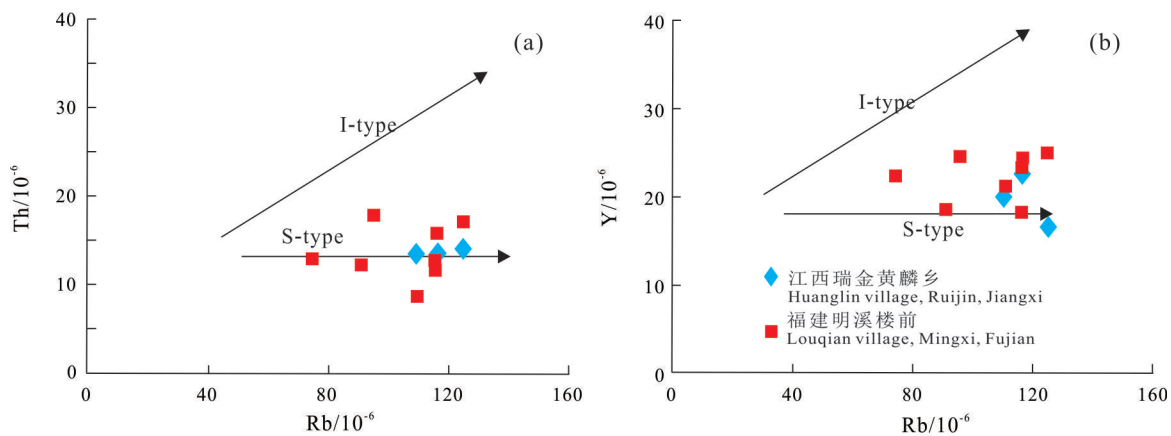 40
30
20
10
0
Th/10⁻⁶
(a)
I-type
S-type
0
40
80
120
160
Rb/10⁻⁶
40
30
20
10
0
Y/10⁻⁶
(b)
I-type
S-type
江西瑞金黄麟乡
Huanglin village, Ruijin, Jiangxi
福建明溪楼前
Louqian village, Mingxi, Fujian
0
40
80
120
160
Rb/10⁻⁶